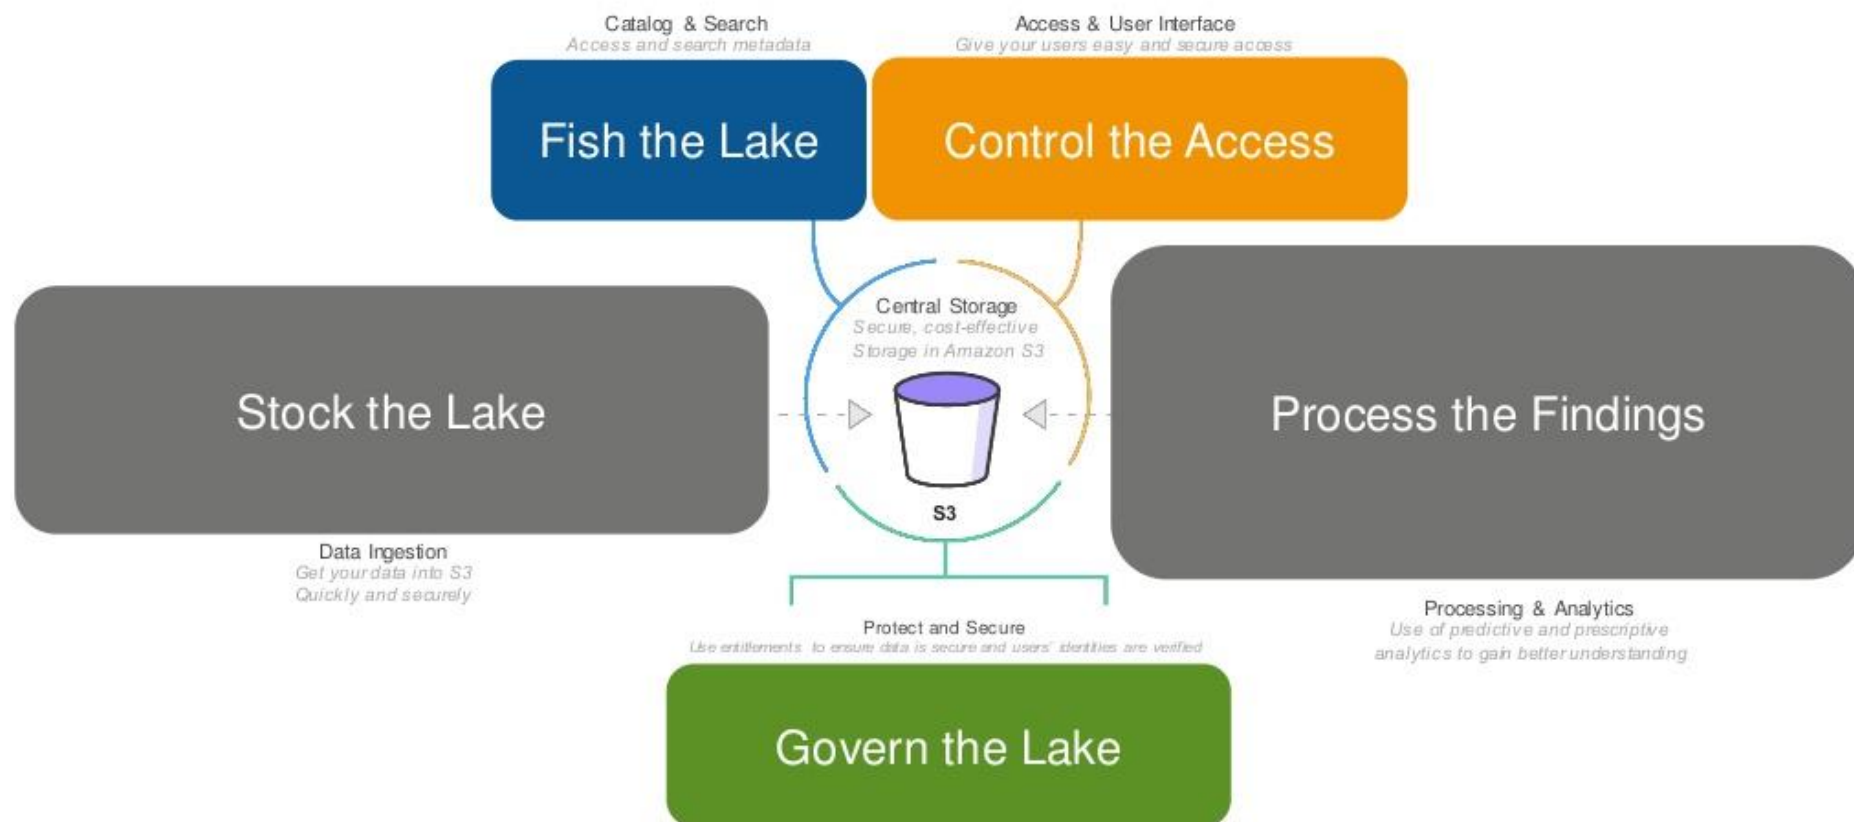 Catalog & Search
Access and search metadata
Fish the Lake
Access & User Interface
Give your users easy and secure access
Control the Access
Stock the Lake
Data Ingestion
Get your data into S3
Quickly and securely
Central Storage
Secure, cost-effective
Storage in Amazon S3
S3
Process the Findings
Processing & Analytics
Use of predictive and prescriptive
analytics to gain better understanding
Protect and Secure
Use entitlements to ensure data is secure and users' identities are verified
Govern the Lake